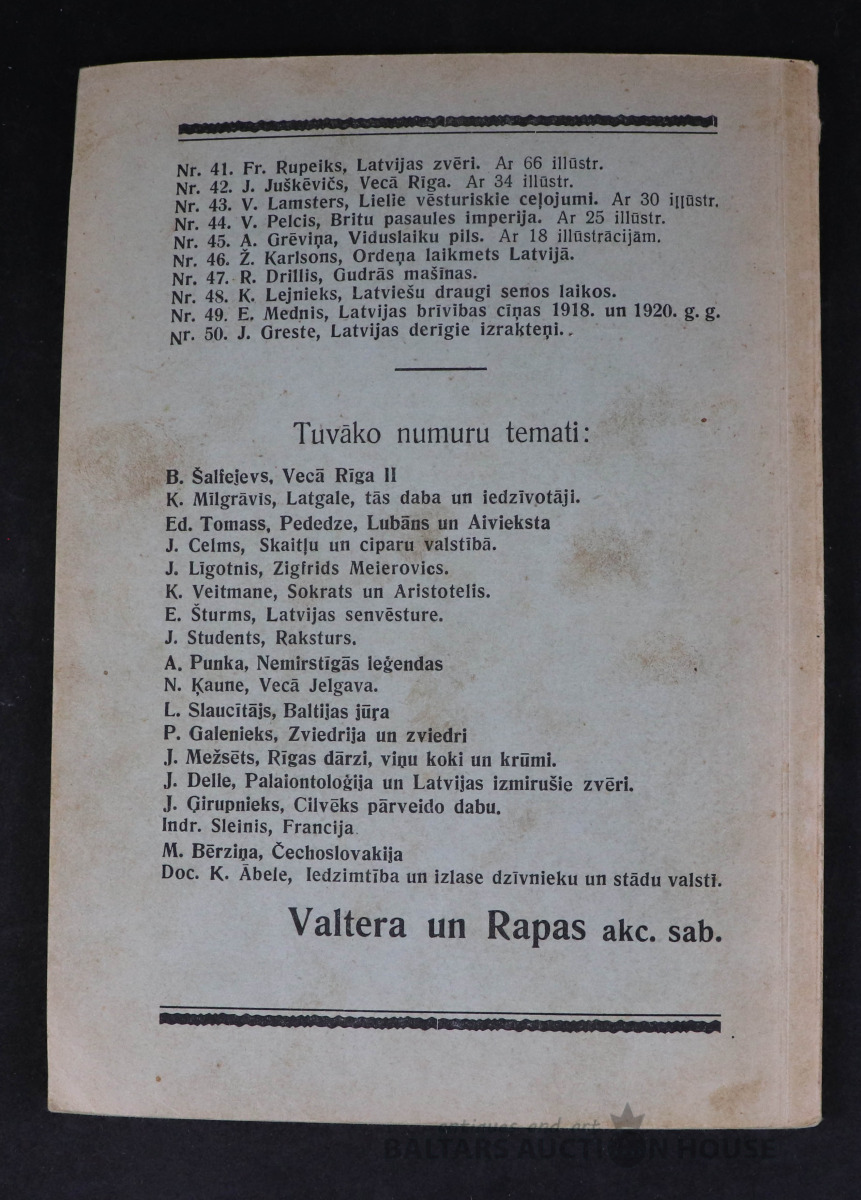 Nr. 41. Fr. Rupeiks, Latvijas zvēri. Ar 66 illūstr.
Nr. 42. J. Juškēvičs, Vecā Rīga. Ar 34 illūstr.
Nr. 43. V. Lamsters, Lielie vēsturiskie ceļojumi. Ar 30 illūstr.
Nr. 44. V. Pelcis, Britu pasaules imperija. Ar 25 illūstr.
Nr. 45. A. Grēviņa, Viduslaiku pils. Ar 18 illūstrācijām.
Nr. 46. Ž. Karlsons, Ordeņa laikmets Latvijā.
Nr. 47. R. Drillis, Gudrās mašīnas.
Nr. 48. K. Lejnieks, Latviešu draugi senos laikos.
Nr. 49. E. Mednis, Latvijas brīvības cīņas 1918. un 1920. g. g.
Nr. 50. J. Greste, Latvijas derīgie izrakteņi.
Tuvāko numuru temati:
B. Šaliejevs, Vecā Rīga II
K. Mīlgrāvis, Latgale, tās daba un iedzīvotāji.
Ed. Tomass, Pededze, Lubāns un Aivieksta
J. Celms, Skaitļu un ciparu valstībā.
J. Līgotnis, Zigfrids Meierovics.
K. Veitmane, Sokrats un Aristotelis.
E. Šturms, Latvijas senvēsture.
J. Students, Raksturs.
A. Punka, Nemirstīgās leģendas
N. Ķaune, Vecā Jelgava.
L. Slaucītājs, Baltijas jūra
P. Galenieks, Zviedrija un zviedri
J. Mežsēts, Rīgas dārzi, viņu koki un krūmi.
J. Delle, Palaiontoloģija un Latvijas izmirušie zvēri.
J. Ģirupnieks, Cilvēks pārveido dabu.
Indr. Sleinis, Francija
M. Bērziņa, Čechoslovakija
Doc. K. Ābele, Iedzimtība un izlase dzīvnieku un stādu valstī.
Valtera un Rapas akc. sab.
antiques and art
BALTARS AUCTION HOUSE